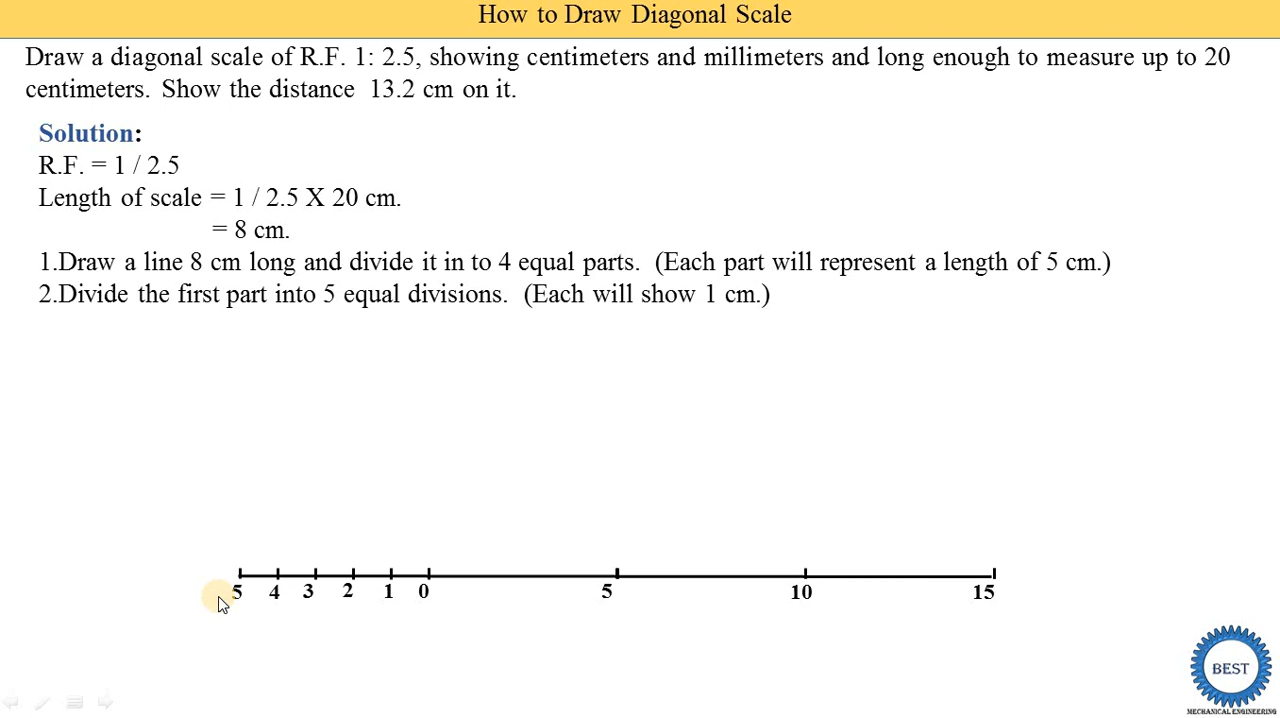 How to Draw Diagonal Scale
Draw a diagonal scale of R.F. 1: 2.5, showing centimeters and millimeters and long enough to measure up to 20
centimeters. Show the distance 13.2 cm on it.
Solution:
R.F. = 1 / 2.5
Length of scale = 1 / 2.5 X 20 cm.
= 8 cm.
1.Draw a line 8 cm long and divide it in to 4 equal parts. (Each part will represent a length of 5 cm.)
2.Divide the first part into 5 equal divisions. (Each will show 1 cm.)
5 4 3 2 1 0 5 10 15
BEST
MECHANICAL ENGINEERING